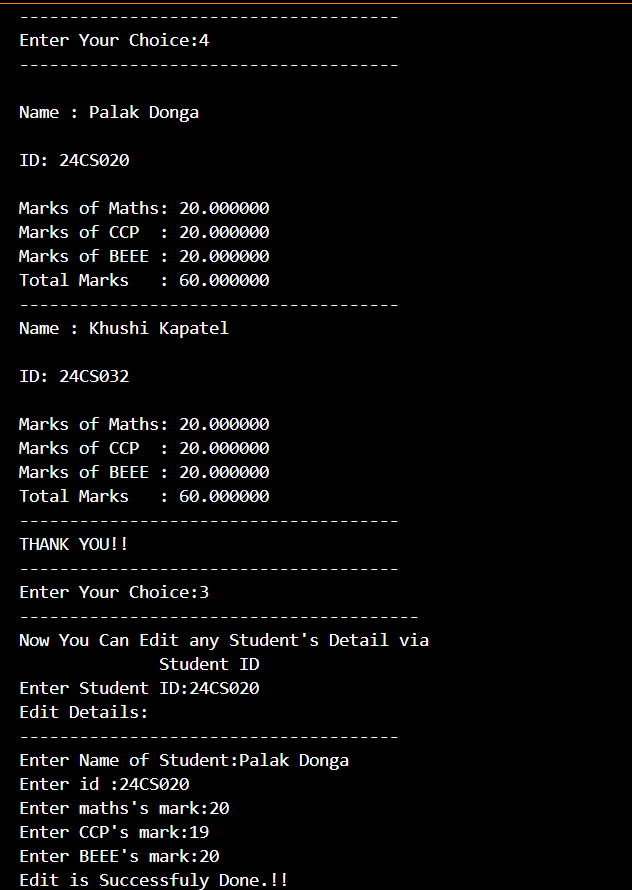 --------------------------------------
Enter Your Choice:4
--------------------------------------
Name : Palak Donga
ID: 24CS020
Marks of Maths: 20.000000
Marks of CCP  : 20.000000
Marks of BEEE : 20.000000
Total Marks   : 60.000000
--------------------------------------
Name : Khushi Kapatel
ID: 24CS032
Marks of Maths: 20.000000
Marks of CCP  : 20.000000
Marks of BEEE : 20.000000
Total Marks   : 60.000000
--------------------------------------
THANK YOU!!
--------------------------------------
Enter Your Choice:3
----------------------------------------
Now You Can Edit any Student's Detail via
              Student ID
Enter Student ID:24CS020
Edit Details:
--------------------------------------
Enter Name of Student:Palak Donga
Enter id :24CS020
Enter maths's mark:20
Enter CCP's mark:19
Enter BEEE's mark:20
Edit is Successfuly Done.!!